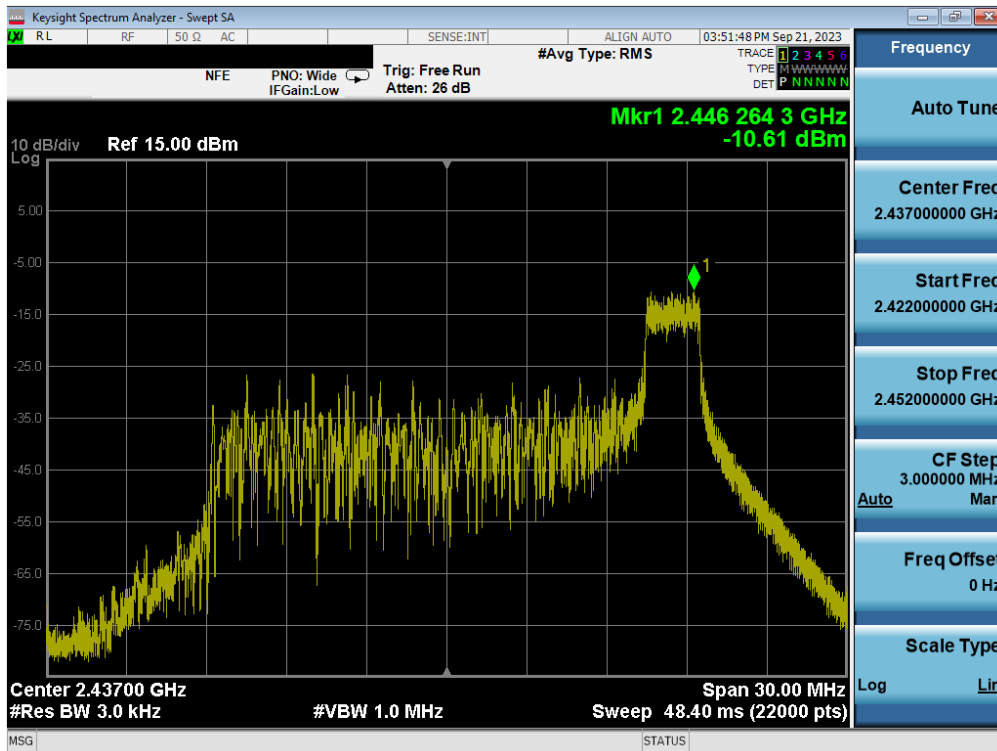 Keysight Spectrum Analyzer - Swept SA
LXI RL RF 50 Ω AC SENSE:INT ALIGN AUTO 03:51:48 PM Sep 21, 2023
NFE PNO: Wide Trig: Free Run #Avg Type: RMS TRACE 1 2 3 4 5 6
IFGain:Low Atten: 26 dB TYPE M WWWWW
DET P N N N N N
Mkr1 2.446 264 3 GHz
-10.61 dBm
10 dB/div Ref 15.00 dBm
Log
1
5.00
-5.00
-15.0
-25.0
-35.0
-45.0
-55.0
-65.0
-75.0
Center 2.43700 GHz Span 30.00 MHz
#Res BW 3.0 kHz #VBW 1.0 MHz Sweep 48.40 ms (22000 pts)
MSG STATUS
Frequency
Auto Tune
Center Freq
2.437000000 GHz
Start Freq
2.422000000 GHz
Stop Freq
2.452000000 GHz
CF Step
3.000000 MHz
Auto Man
Freq Offset
0 Hz
Scale Type
Log Lin